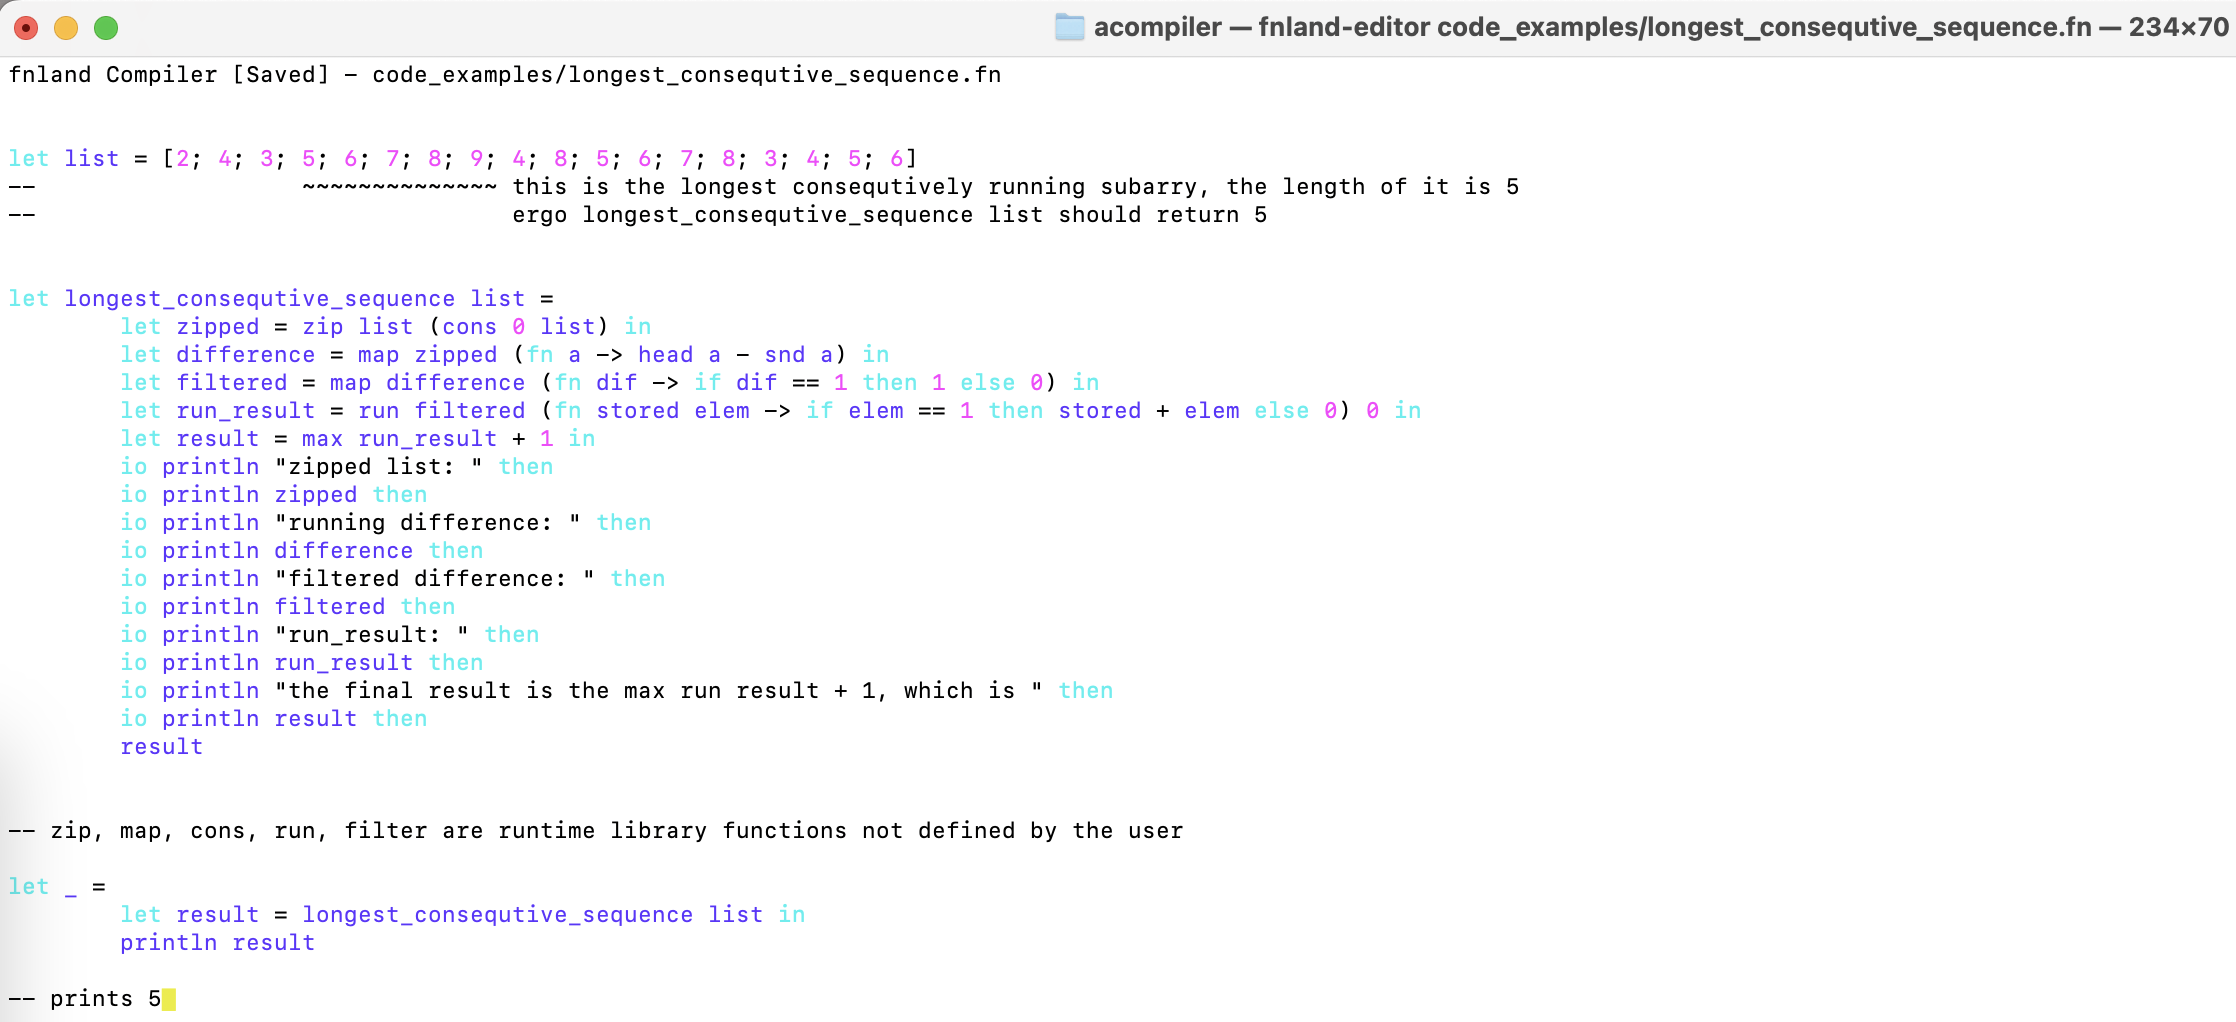 acompiler — fnland-editor code_examples/longest_consequtive_sequence.fn — 234×70
fnland Compiler [Saved] - code_examples/longest_consequtive_sequence.fn
let list = [2; 4; 3; 5; 6; 7; 8; 9; 4; 8; 5; 6; 7; 8; 3; 4; 5; 6]
--                   ~~~~~~~~~~~~~~ this is the longest consequtively running subarry, the length of it is 5
--                                  ergo longest_consequtive_sequence list should return 5
let longest_consequtive_sequence list =
        let zipped = zip list (cons 0 list) in
        let difference = map zipped (fn a -> head a - snd a) in
        let filtered = map difference (fn dif -> if dif == 1 then 1 else 0) in
        let run_result = run filtered (fn stored elem -> if elem == 1 then stored + elem else 0) 0 in
        let result = max run_result + 1 in
        io println "zipped list: " then
        io println zipped then
        io println "running difference: " then
        io println difference then
        io println "filtered difference: " then
        io println filtered then
        io println "run_result: " then
        io println run_result then
        io println "the final result is the max run result + 1, which is " then
        io println result then
        result
-- zip, map, cons, run, filter are runtime library functions not defined by the user
let _ =
        let result = longest_consequtive_sequence list in
        println result
-- prints 5